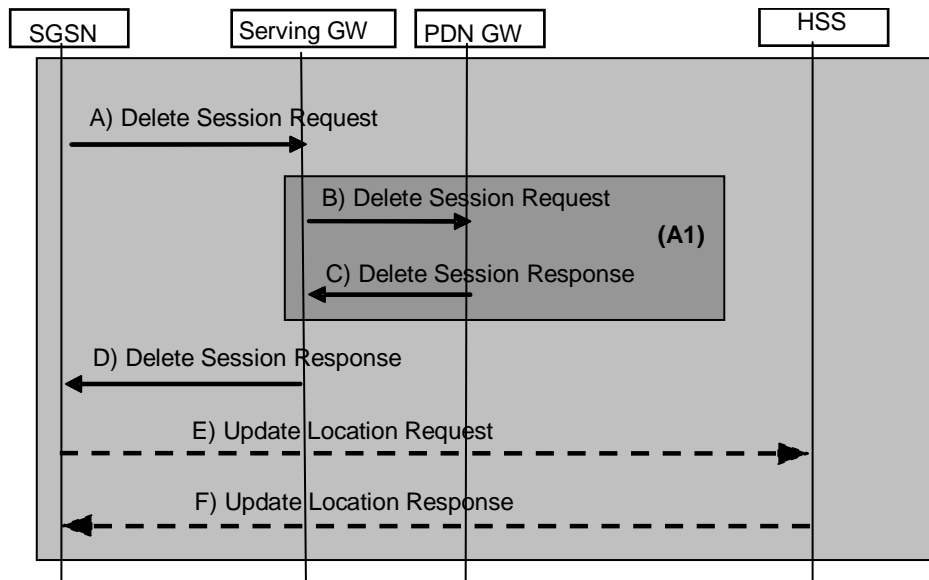 SGSN
Serving GW
PDN GW
HSS
A) Delete Session Request
B) Delete Session Request
(A1)
C) Delete Session Response
D) Delete Session Response
E) Update Location Request
F) Update Location Response